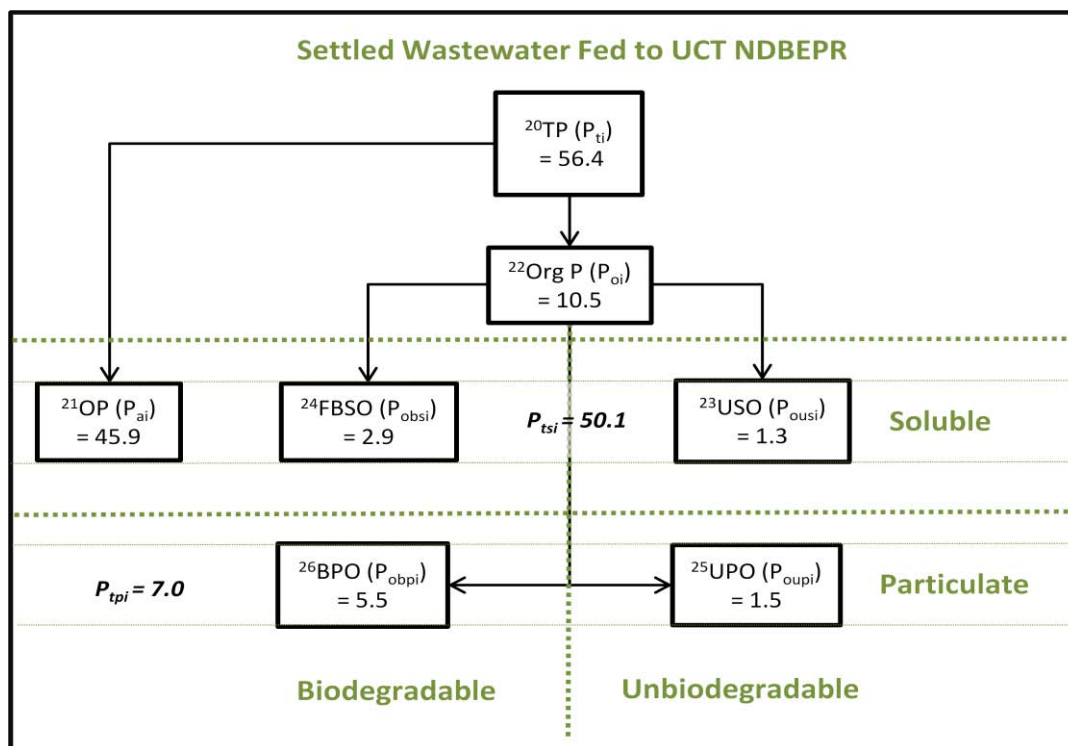 Settled Wastewater Fed to UCT NDBEPR
²⁰TP (Pti)
= 56.4
²²Org P (Poi)
= 10.5
²¹OP (Pai)
= 45.9
²⁴FBSO (Pobsi)
= 2.9
Ptsi = 50.1
²³USO (Pousi)
= 1.3
Soluble
Ptpi = 7.0
²⁶BPO (Pobpi)
= 5.5
²⁵UPO (Poupi)
= 1.5
Particulate
Biodegradable
Unbiodegradable